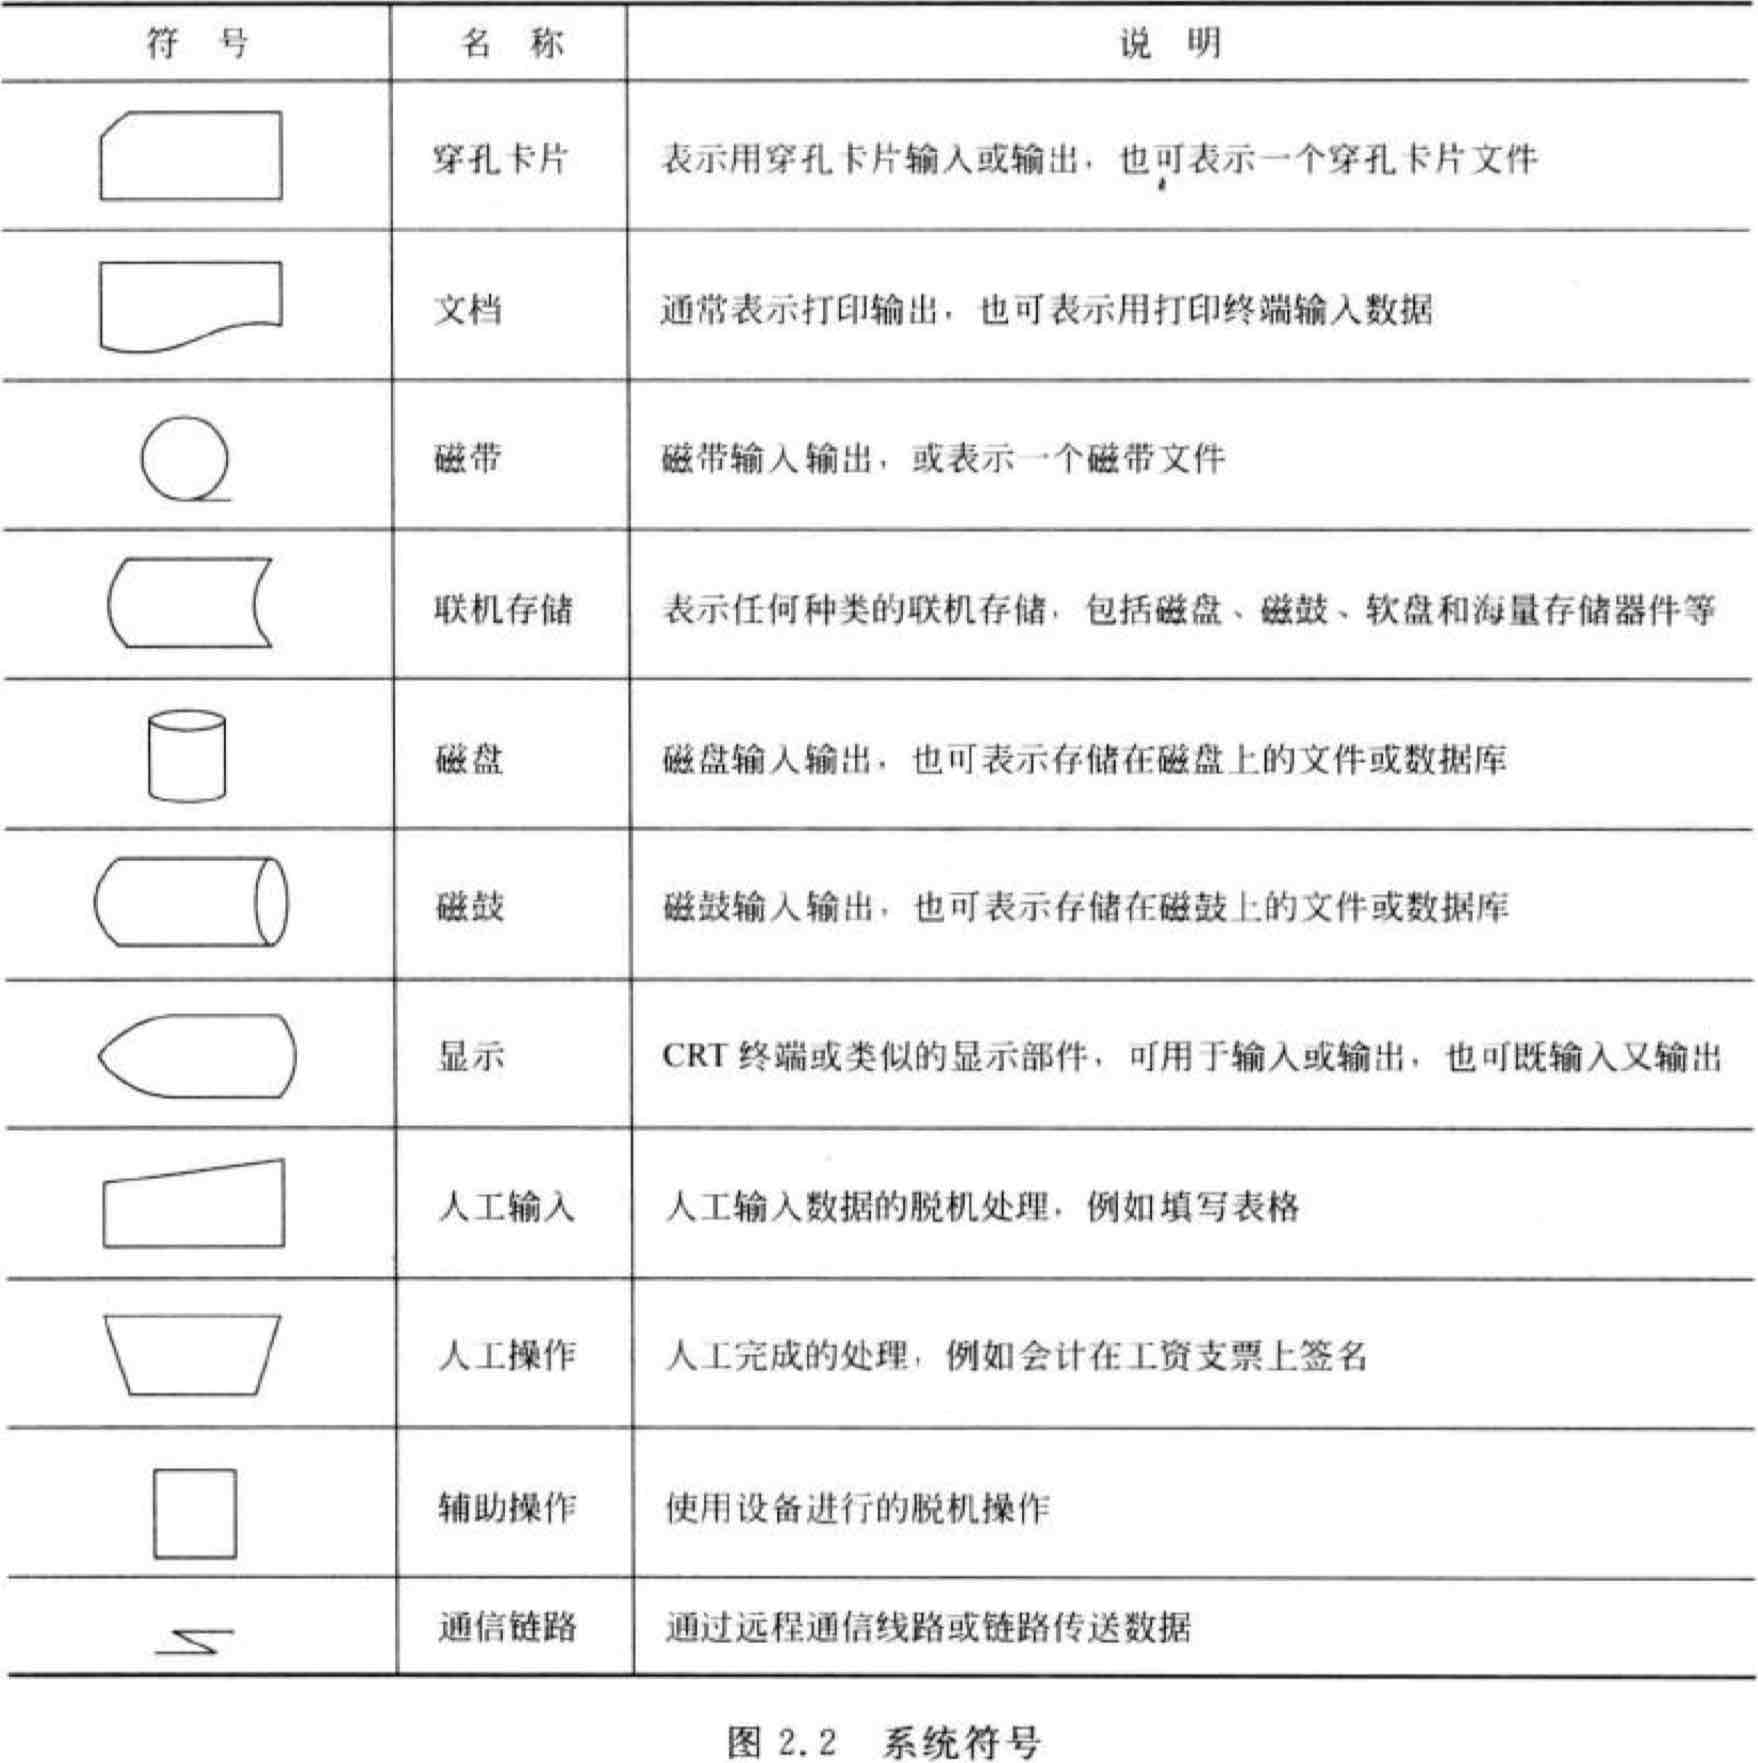 符 号 名 称 说 明
穿孔卡片 表示用穿孔卡片输入或输出，也可表示一个穿孔卡片文件
文档 通常表示打印输出，也可表示用打印终端输入数据
磁带 磁带输入输出，或表示一个磁带文件
联机存储 表示任何种类的联机存储，包括磁盘、磁鼓、软盘和海量存储器件等
磁盘 磁盘输入输出，也可表示存储在磁盘上的文件或数据库
磁鼓 磁鼓输入输出，也可表示存储在磁鼓上的文件或数据库
显示 CRT 终端或类似的显示部件，可用于输入或输出，也可既输入又输出
人工输入 人工输入数据的脱机处理，例如填写表格
人工操作 人工完成的处理，例如会计在工资支票上签名
辅助操作 使用设备进行的脱机操作
通信链路 通过远程通信线路或链路传送数据
图 2.2 系统符号